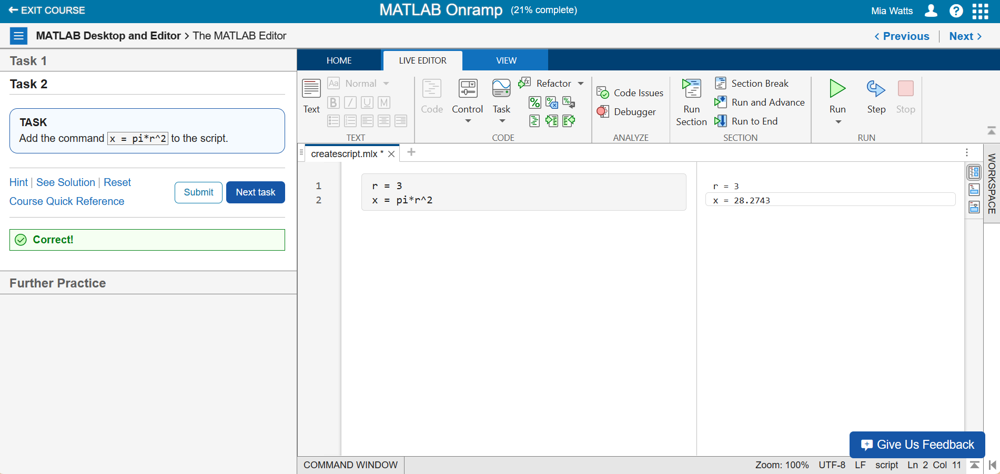 EXIT COURSE
MATLAB Onramp (21% complete)
Mia Watts
MATLAB Desktop and Editor > The MATLAB Editor
Previous
Next
Task 1
Task 2
TASK
Add the command x = pi*r^2 to the script.
Hint | See Solution | Reset
Course Quick Reference
Submit
Next task
Correct!
Further Practice
HOME
LIVE EDITOR
VIEW
Text
Aa Normal
B I U M
TEXT
Code
Control
Task
Refactor
CODE
Code Issues
Debugger
ANALYZE
Run Section
Section Break
Run and Advance
Run to End
SECTION
Run
Step
Stop
RUN
createscript.mlx *
1 r = 3
2 x = pi*r^2
r = 3
x = 28.2743
WORKSPACE
Give Us Feedback
COMMAND WINDOW
Zoom: 100% UTF-8 LF script Ln 2 Col 11